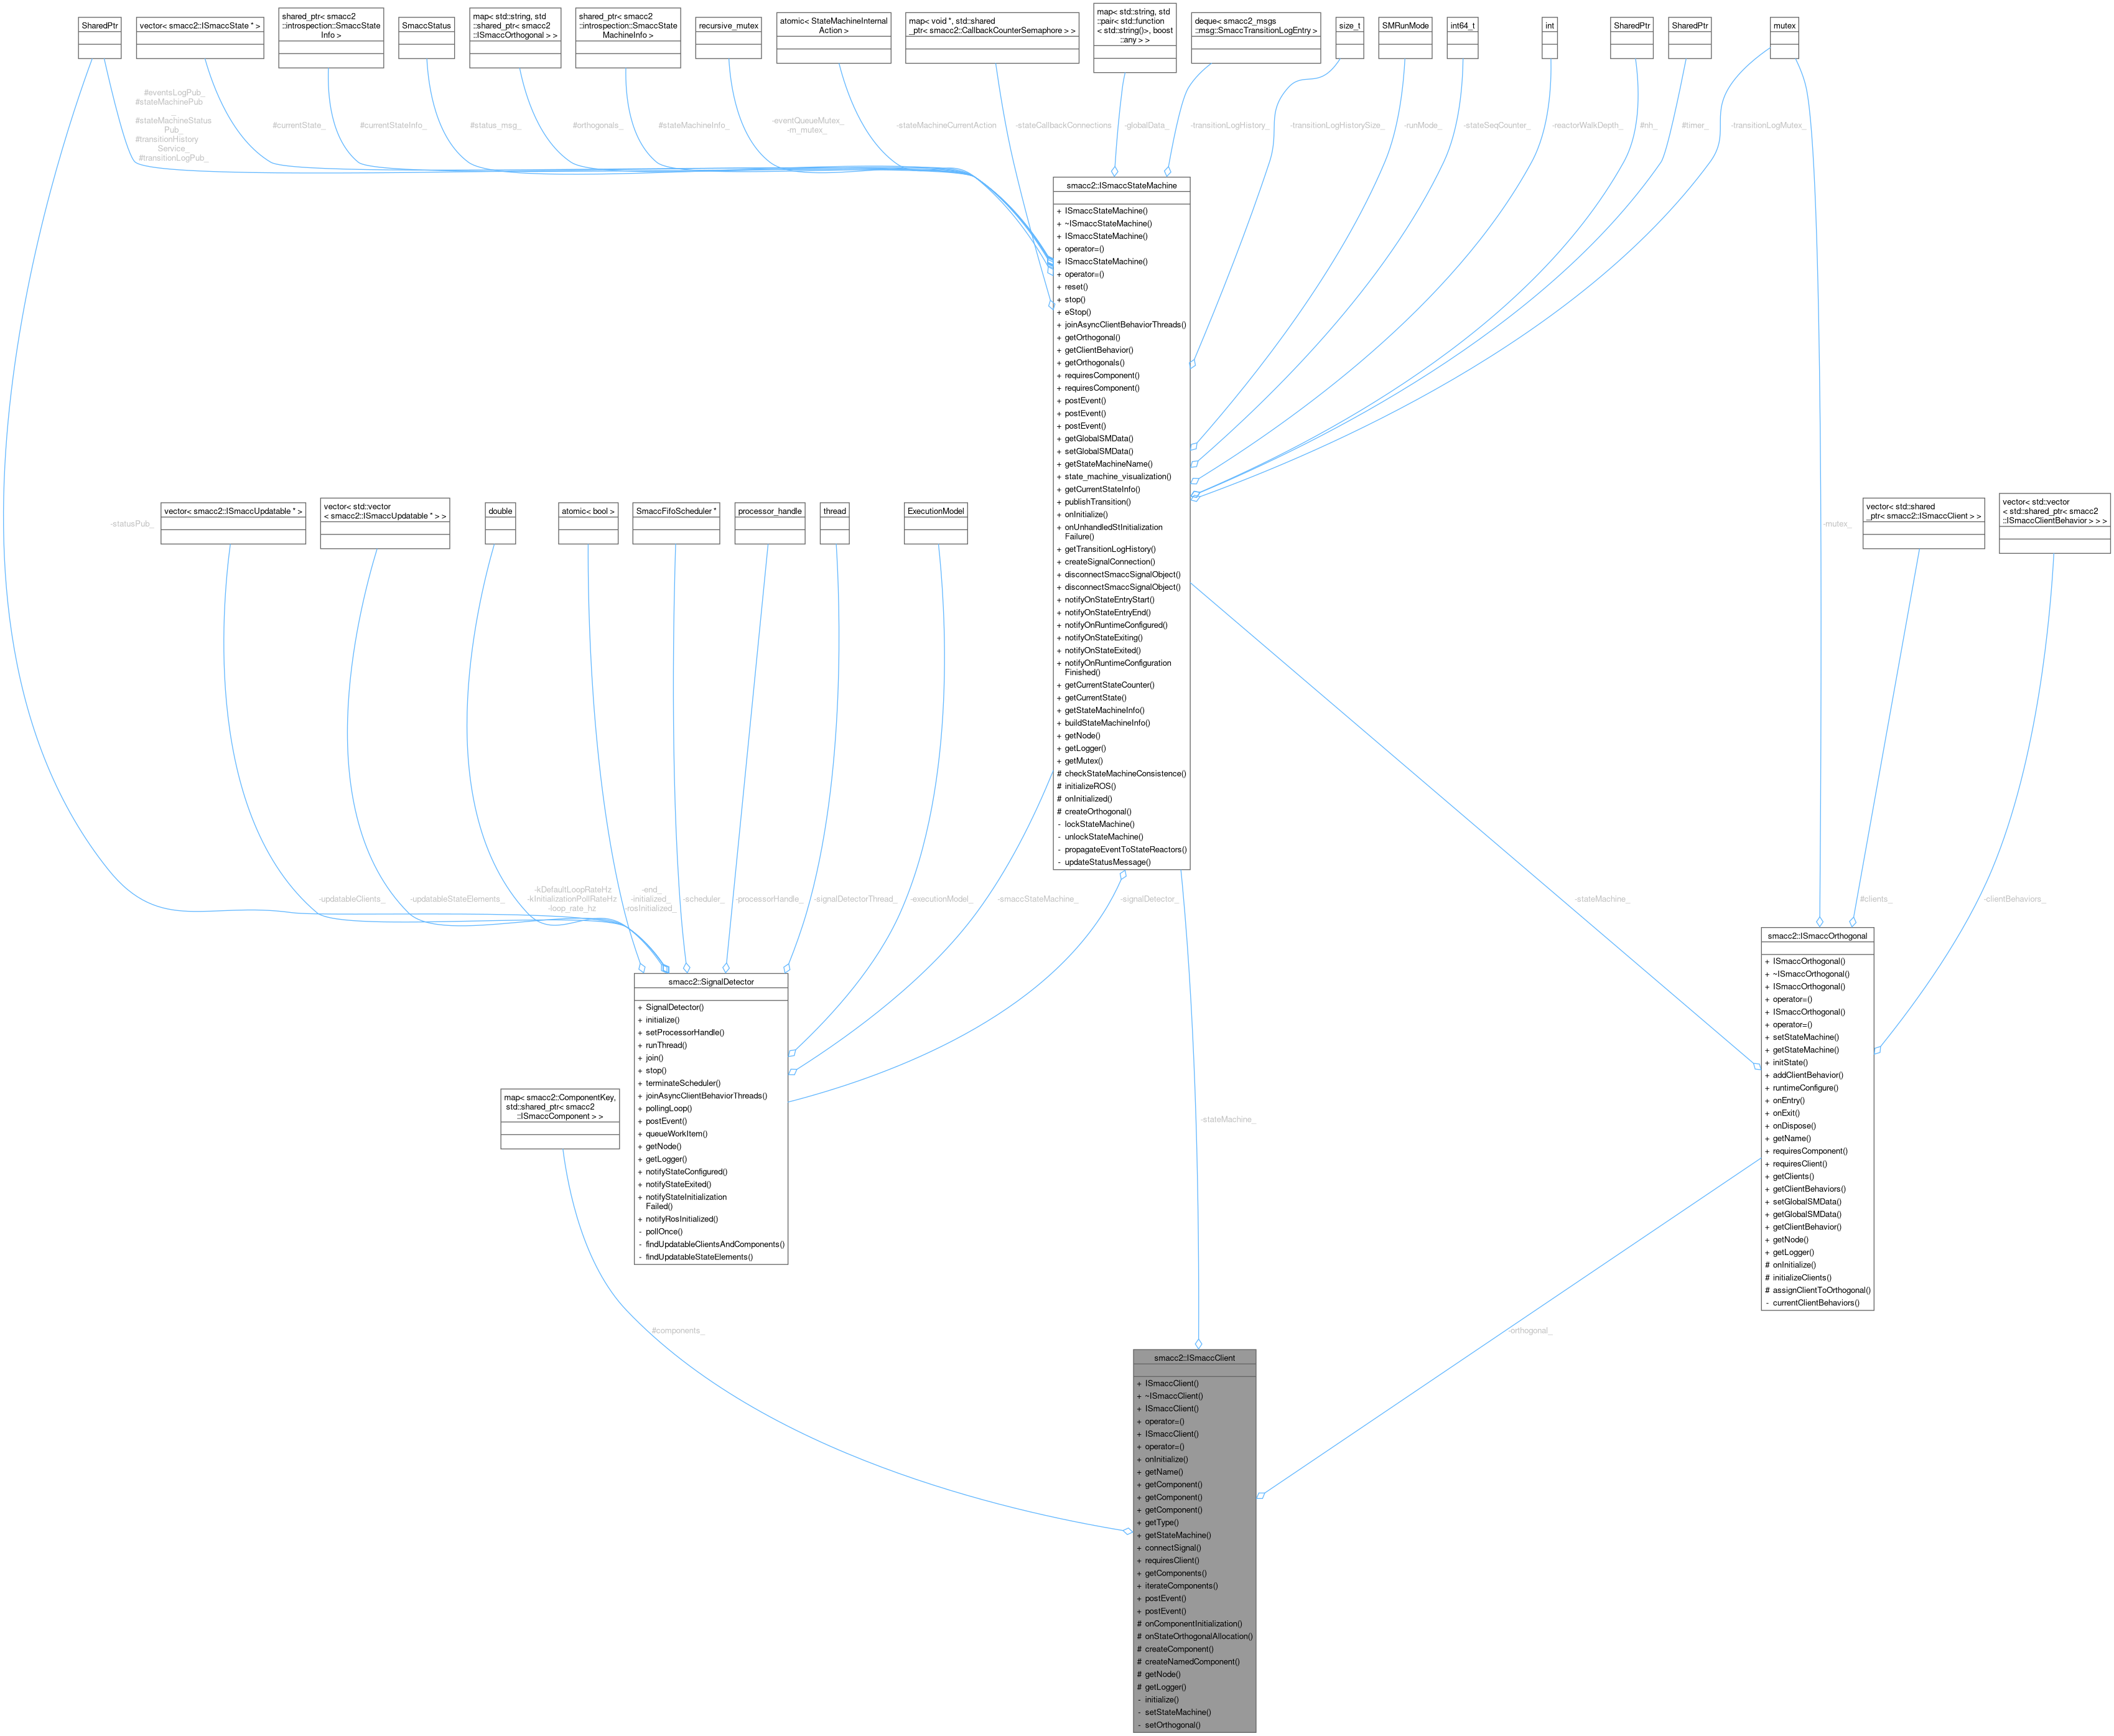 SharedPtr
vector< smacc2::ISmaccState * >
shared_ptr< smacc2
::introspection::SmaccState
Info >
SmaccStatus
map< std::string, std
::shared_ptr< smacc2
::ISmaccOrthogonal > >
shared_ptr< smacc2
::introspection::SmaccState
MachineInfo >
recursive_mutex
atomic< StateMachineInternal
Action >
map< void *, std::shared
_ptr< smacc2::CallbackCounterSemaphore > >
map< std::string, std
::pair< std::function
< std::string()>, boost
::any > >
deque< smacc2_msgs
::msg::SmaccTransitionLogEntry >
size_t
SMRunMode
int64_t
int
SharedPtr
SharedPtr
mutex
#eventsLogPub_
#stateMachinePub
_
#stateMachineStatus
Pub_
#transitionHistory
Service_
#transitionLogPub_
#currentState_
#currentStateInfo_
#status_msg_
#orthogonals_
#stateMachineInfo_
-eventQueueMutex_
-m_mutex_
-stateMachineCurrentAction
-stateCallbackConnections
-globalData_
-transitionLogHistory_
-transitionLogHistorySize_
-runMode_
-stateSeqCounter_
-reactorWalkDepth_
#nh_
#timer_
-transitionLogMutex_
smacc2::ISmaccStateMachine
+ ISmaccStateMachine()
+ ~ISmaccStateMachine()
+ ISmaccStateMachine()
+ operator=()
+ ISmaccStateMachine()
+ operator=()
+ reset()
+ stop()
+ eStop()
+ joinAsyncClientBehaviorThreads()
+ getOrthogonal()
+ getClientBehavior()
+ getOrthogonals()
+ requiresComponent()
+ requiresComponent()
+ postEvent()
+ postEvent()
+ postEvent()
+ getGlobalSMData()
+ setGlobalSMData()
+ getStateMachineName()
+ state_machine_visualization()
+ getCurrentStateInfo()
+ publishTransition()
+ onInitialize()
+ onUnhandledStInitialization
Failure()
+ getTransitionLogHistory()
+ createSignalConnection()
+ disconnectSmaccSignalObject()
+ disconnectSmaccSignalObject()
+ notifyOnStateEntryStart()
+ notifyOnStateEntryEnd()
+ notifyOnRuntimeConfigured()
+ notifyOnStateExiting()
+ notifyOnStateExited()
+ notifyOnRuntimeConfiguration
Finished()
+ getCurrentStateCounter()
+ getCurrentState()
+ getStateMachineInfo()
+ buildStateMachineInfo()
+ getNode()
+ getLogger()
+ getMutex()
# checkStateMachineConsistence()
# initializeROS()
# onInitialized()
# createOrthogonal()
- lockStateMachine()
- unlockStateMachine()
- propagateEventToStateReactors()
- updateStatusMessage()
-statusPub_
vector< smacc2::ISmaccUpdatable * >
vector< std::vector
< smacc2::ISmaccUpdatable * > >
double
atomic< bool >
SmaccFifoScheduler *
processor_handle
thread
ExecutionModel
-mutex_
vector< std::shared
_ptr< smacc2::ISmaccClient > >
vector< std::vector
< std::shared_ptr< smacc2
::ISmaccClientBehavior > > >
-updatableClients_
-updatableStateElements_
-kDefaultLoopRateHz
-kInitializationPollRateHz
-loop_rate_hz
-end_
-initialized_
-rosInitialized_
-scheduler_
-processorHandle_
-signalDetectorThread_
-executionModel_
-smaccStateMachine_
-signalDetector_
-stateMachine_
#clients_
-clientBehaviors_
smacc2::SignalDetector
+ SignalDetector()
+ initialize()
+ setProcessorHandle()
+ runThread()
+ join()
+ stop()
+ terminateScheduler()
+ joinAsyncClientBehaviorThreads()
+ pollingLoop()
+ postEvent()
+ queueWorkItem()
+ getNode()
+ getLogger()
+ notifyStateConfigured()
+ notifyStateExited()
+ notifyStateInitialization
Failed()
+ notifyRosInitialized()
- pollOnce()
- findUpdatableClientsAndComponents()
- findUpdatableStateElements()
smacc2::ISmaccOrthogonal
+ ISmaccOrthogonal()
+ ~ISmaccOrthogonal()
+ ISmaccOrthogonal()
+ operator=()
+ ISmaccOrthogonal()
+ operator=()
+ setStateMachine()
+ getStateMachine()
+ initState()
+ addClientBehavior()
+ runtimeConfigure()
+ onEntry()
+ onExit()
+ onDispose()
+ getName()
+ requiresComponent()
+ requiresClient()
+ getClients()
+ getClientBehaviors()
+ setGlobalSMData()
+ getGlobalSMData()
+ getClientBehavior()
+ getNode()
+ getLogger()
# onInitialize()
# initializeClients()
# assignClientToOrthogonal()
- currentClientBehaviors()
map< smacc2::ComponentKey,
std::shared_ptr< smacc2
::ISmaccComponent > >
-stateMachine_
#components_
-orthogonal_
smacc2::ISmaccClient
+ ISmaccClient()
+ ~ISmaccClient()
+ ISmaccClient()
+ operator=()
+ ISmaccClient()
+ operator=()
+ onInitialize()
+ getName()
+ getComponent()
+ getComponent()
+ getComponent()
+ getType()
+ getStateMachine()
+ connectSignal()
+ requiresClient()
+ getComponents()
+ iterateComponents()
+ postEvent()
+ postEvent()
# onComponentInitialization()
# onStateOrthogonalAllocation()
# createComponent()
# createNamedComponent()
# getNode()
# getLogger()
- initialize()
- setStateMachine()
- setOrthogonal()